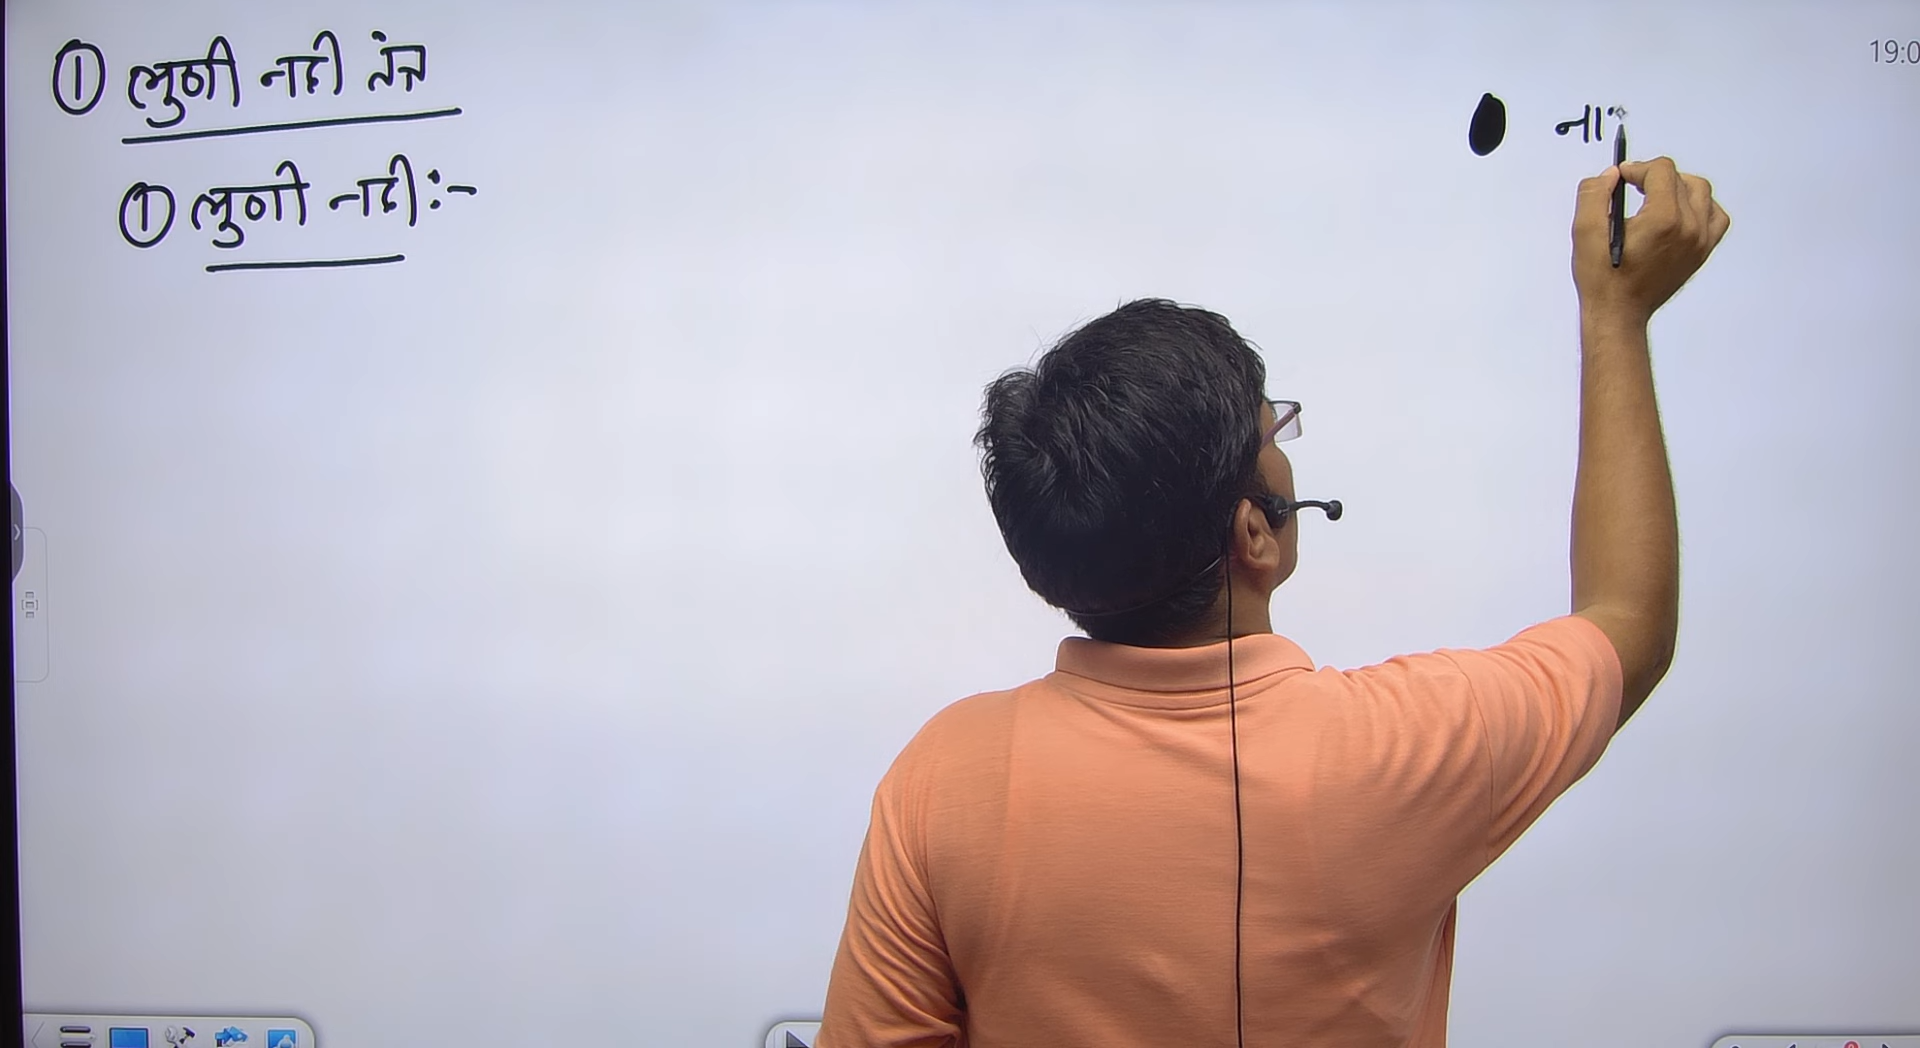 ① लुणी नदी तंत्र
① लुणी नदी:-
19:0
ना